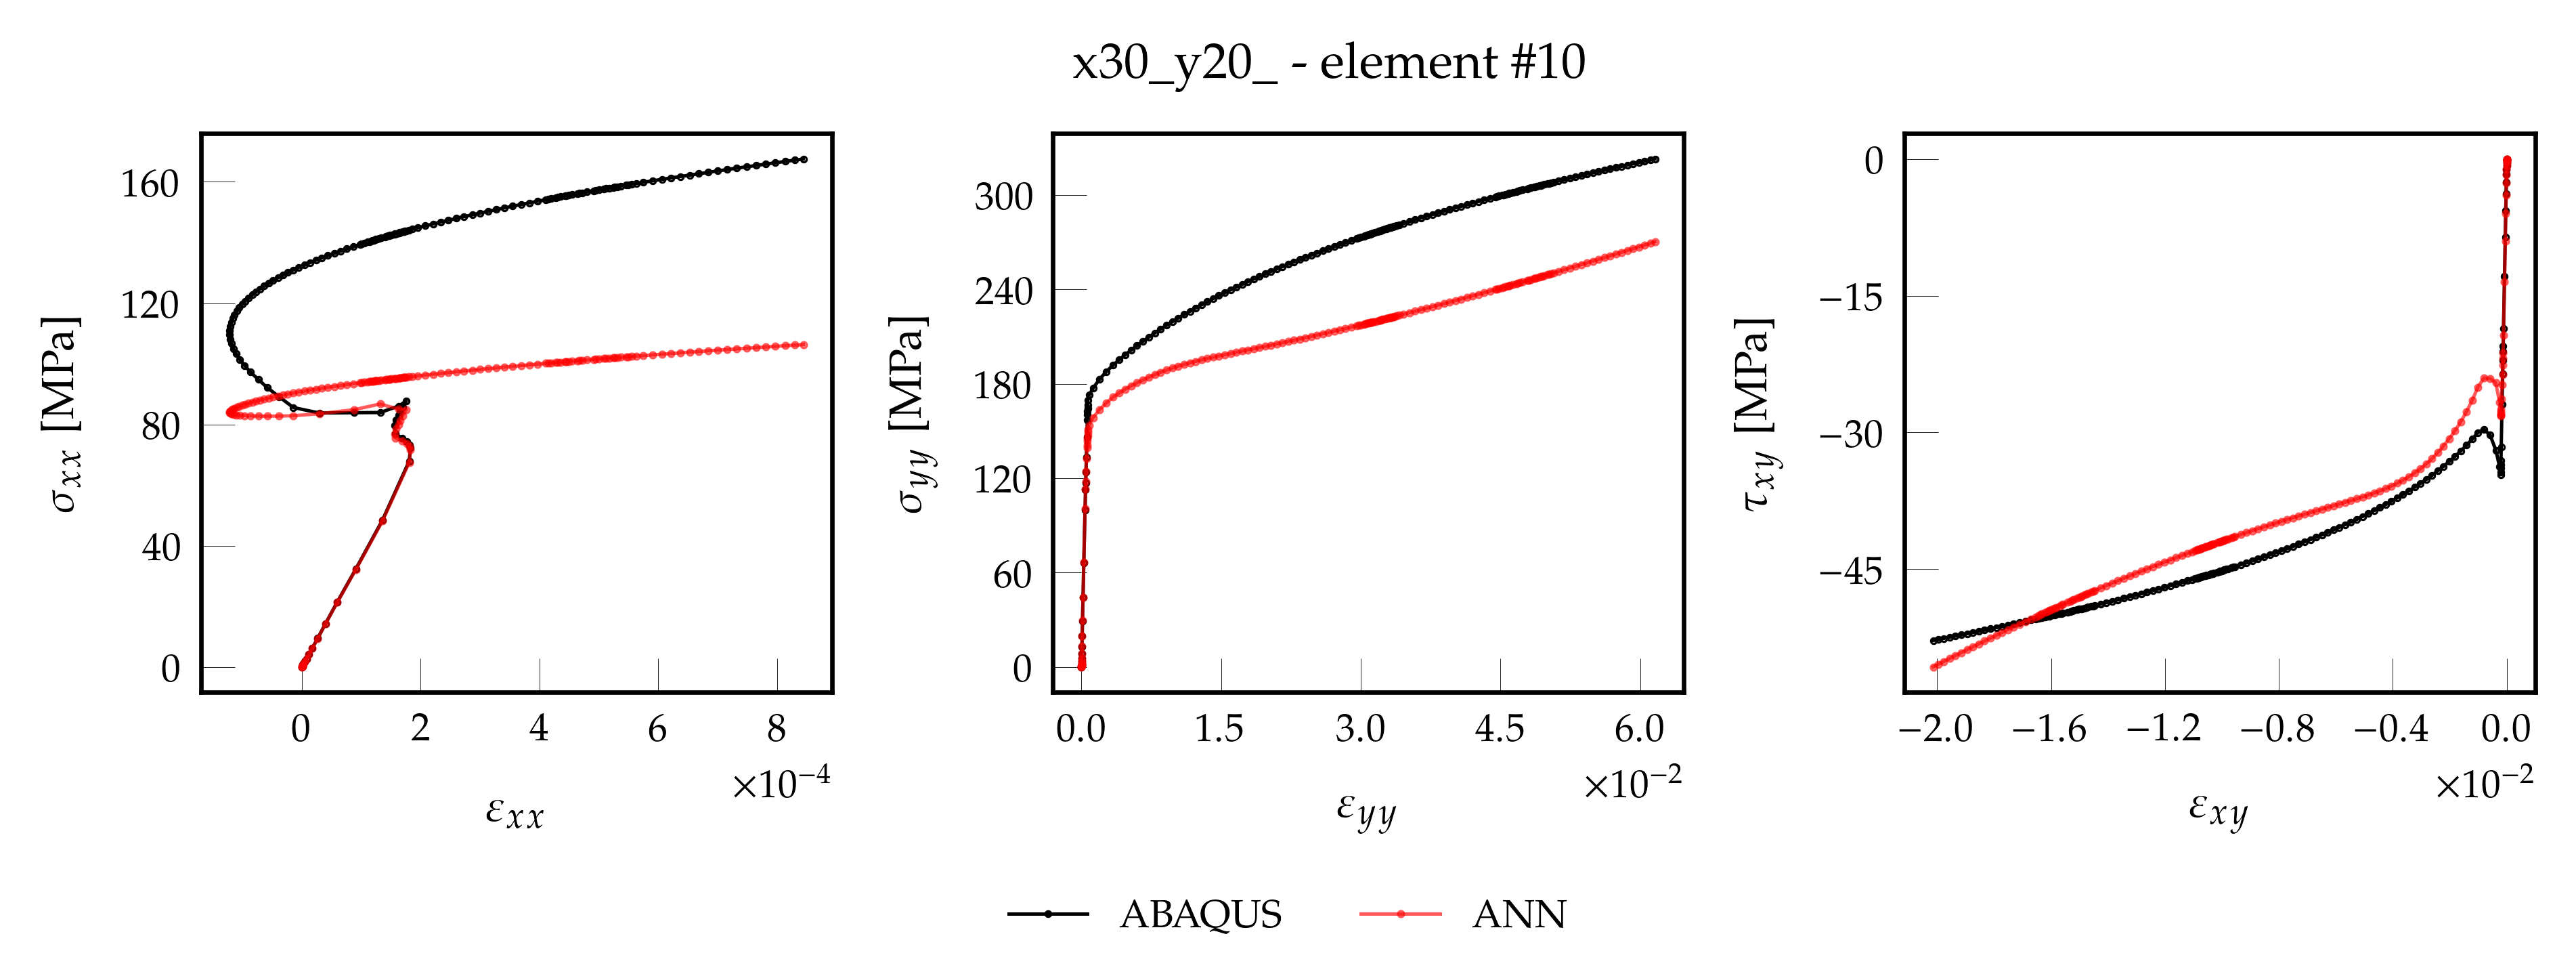 x30_y20_ - element #10
σxx [MPa]
160
120
80
40
0
0 2 4 6 8
×10⁻⁴
εxx
σyy [MPa]
300
240
180
120
60
0
0.0 1.5 3.0 4.5 6.0
×10⁻²
εyy
τxy [MPa]
0
−15
−30
−45
−2.0 −1.6 −1.2 −0.8 −0.4 0.0
×10⁻²
εxy
ABAQUS ANN